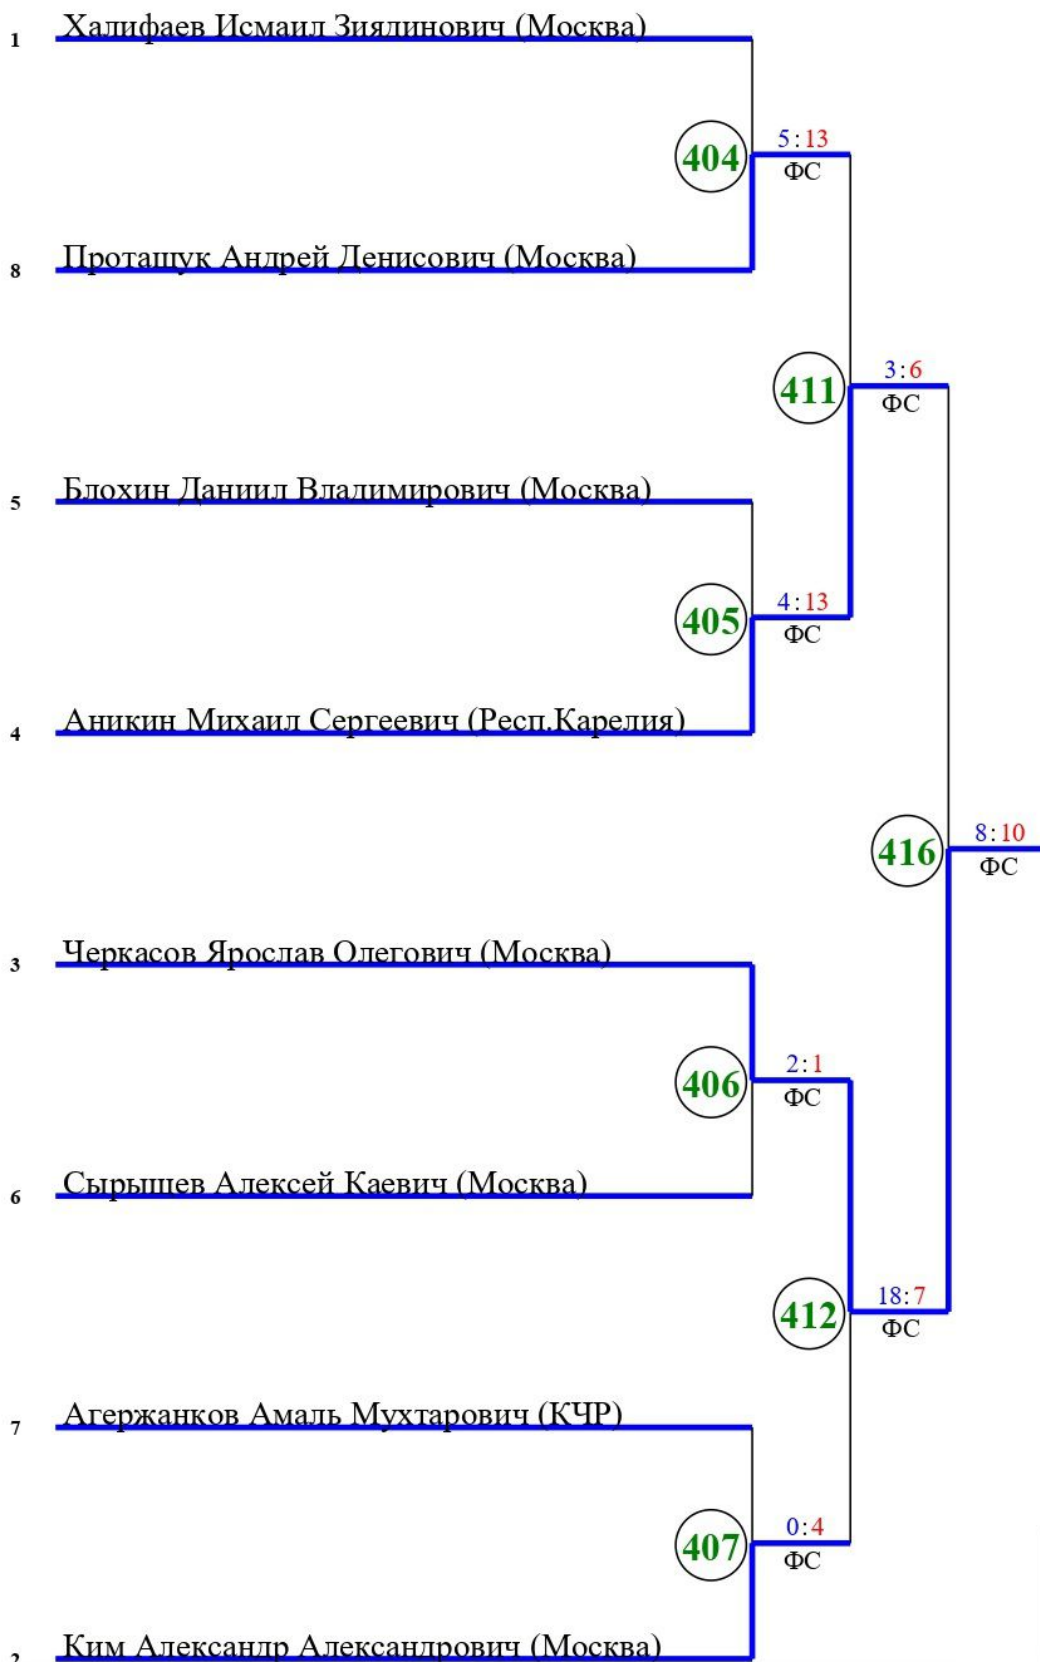 1 Халифаев Исмаил Зиядинович (Москва)
404 5:13
ФС
8 Протащук Андрей Денисович (Москва)
411 3:6
ФС
5 Блохин Даниил Владимирович (Москва)
405 4:13
ФС
4 Аникин Михаил Сергеевич (Респ.Карелия)
416 8:10
ФС
3 Черкасов Ярослав Олегович (Москва)
406 2:1
ФС
6 Сырышев Алексей Каевич (Москва)
412 18:7
ФС
7 Агержанков Амаль Мухтарович (КЧР)
407 0:4
ФС
2 Ким Александр Александрович (Москва)